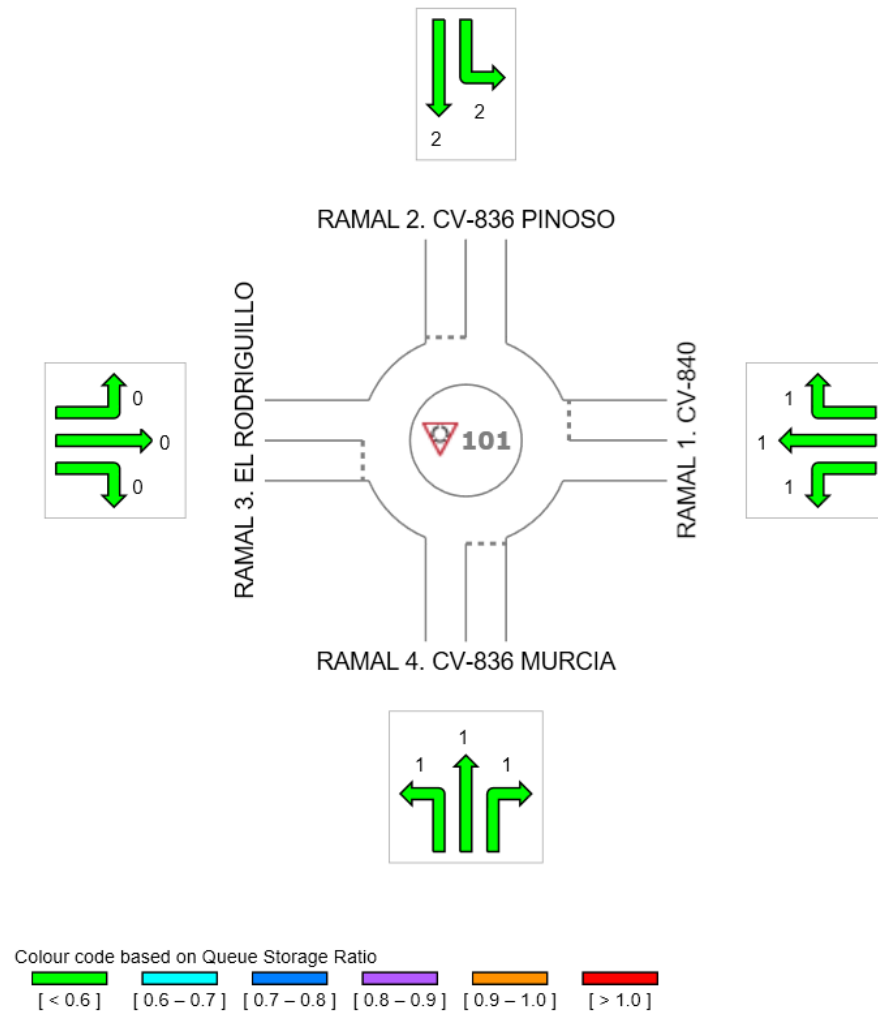 2
2
RAMAL 2. CV-836 PINOSO
RAMAL 3. EL RODRIGUILLO
0
0
0
101
RAMAL 1. CV-840
1
1
1
RAMAL 4. CV-836 MURCIA
1
1
1
Colour code based on Queue Storage Ratio
[ < 0.6 ] [ 0.6 – 0.7 ] [ 0.7 – 0.8 ] [ 0.8 – 0.9 ] [ 0.9 – 1.0 ] [ > 1.0 ]